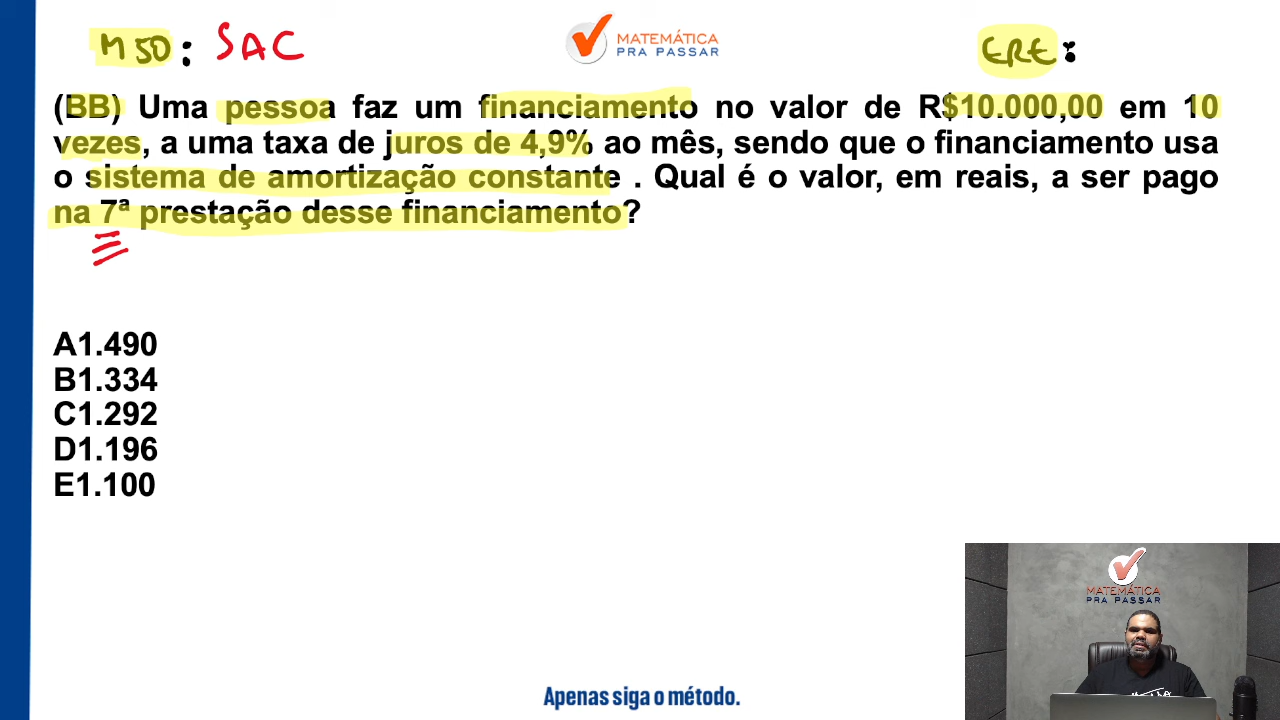 M50: SAC
MATEMÁTICA
PRA PASSAR
ERE:
(BB) Uma pessoa faz um financiamento no valor de R$10.000,00 em 10
vezes, a uma taxa de juros de 4,9% ao mês, sendo que o financiamento usa
o sistema de amortização constante . Qual é o valor, em reais, a ser pago
na 7ª prestação desse financiamento?
A1.490
B1.334
C1.292
D1.196
E1.100
MATEMÁTICA
PRA PASSAR
Apenas siga o método.